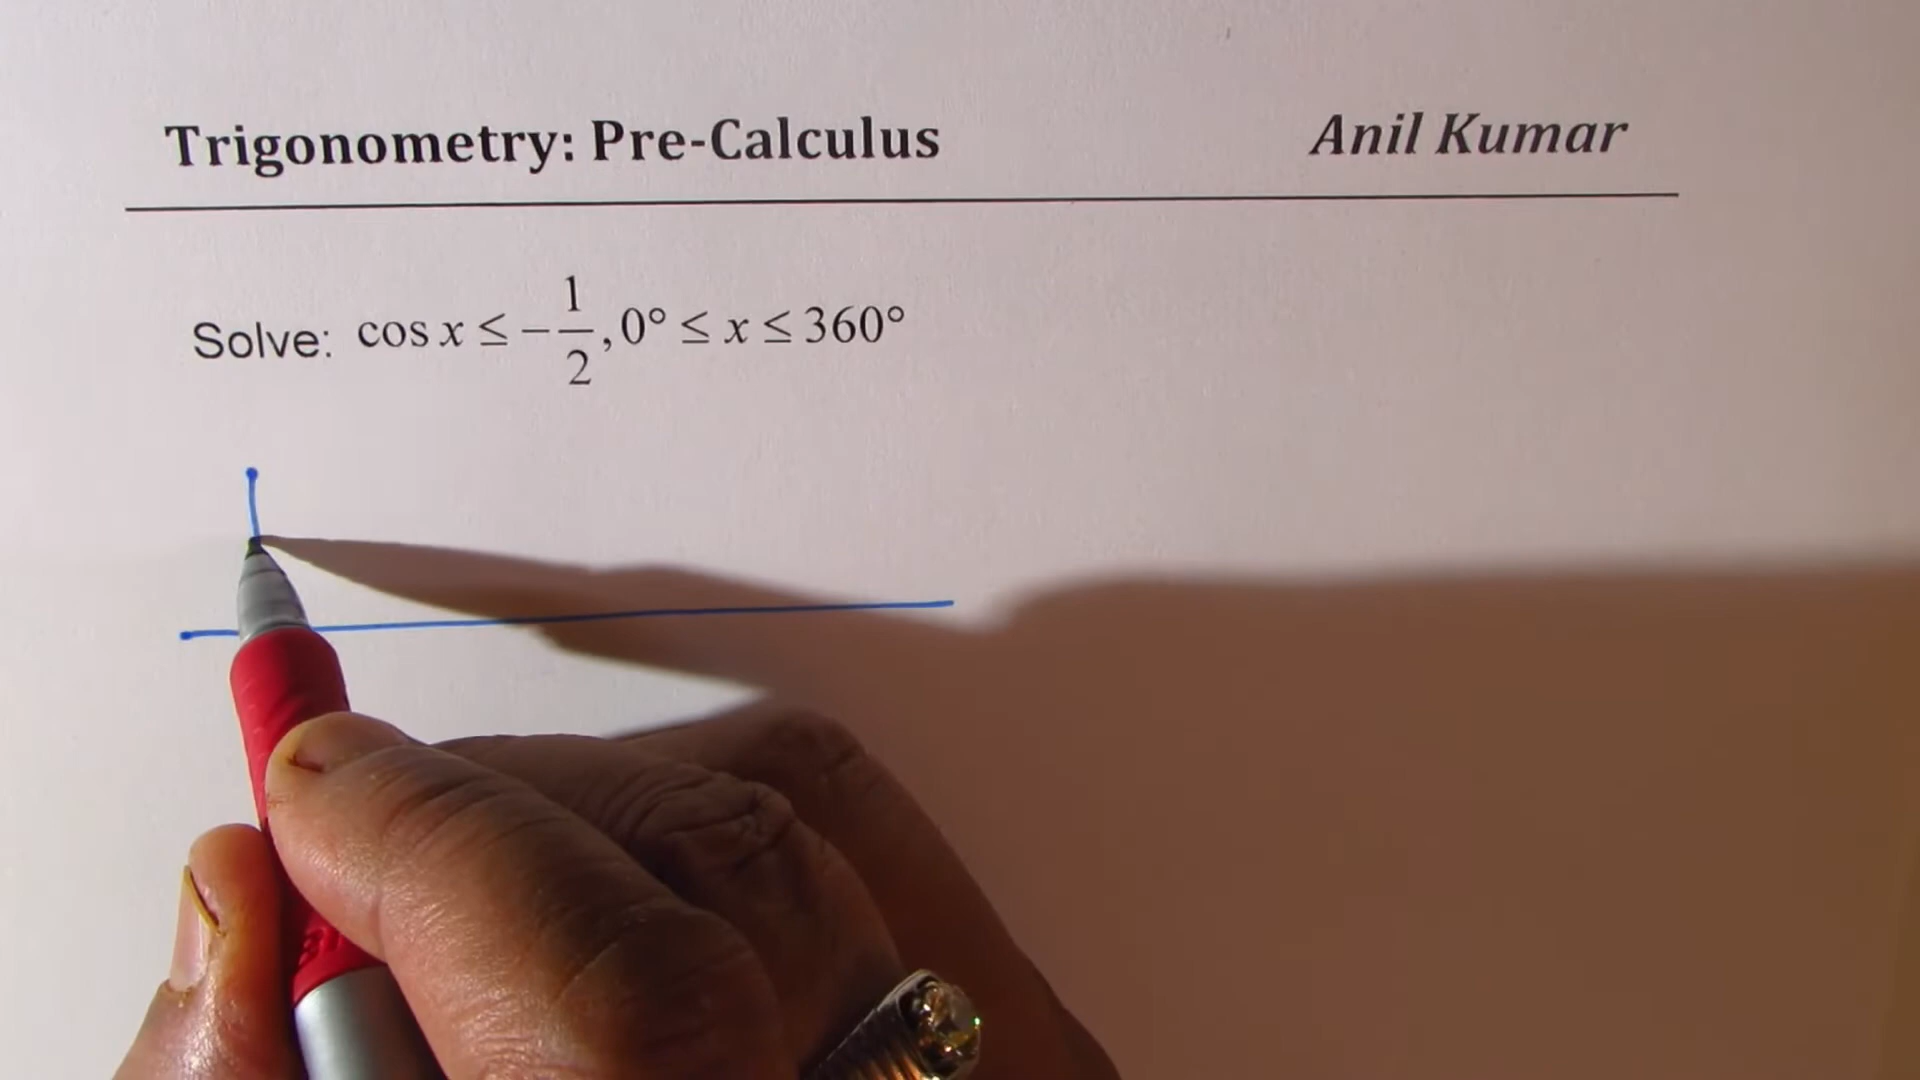 Trigonometry: Pre-Calculus Anil Kumar
Solve: cos x ≤ −1/2, 0° ≤ x ≤ 360°